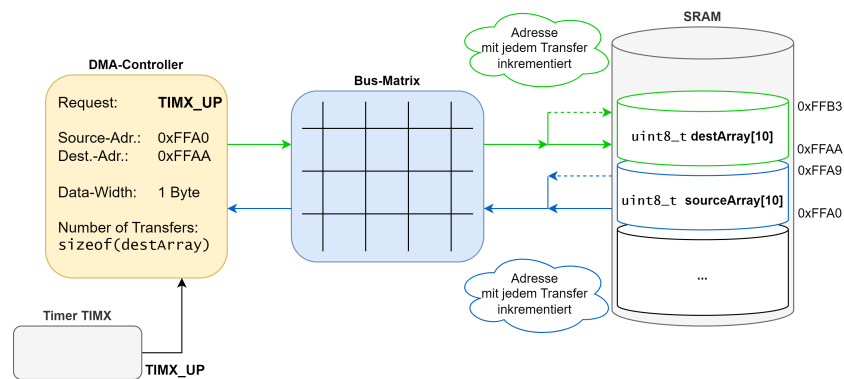 DMA-Controller
Request: TIMX_UP
Source-Adr.: 0xFFA0
Dest.-Adr.: 0xFFAA
Data-Width: 1 Byte
Number of Transfers:
sizeof(destArray)
Timer TIMX
TIMX_UP
Bus-Matrix
Adresse
mit jedem Transfer
inkrementiert
Adresse
mit jedem Transfer
inkrementiert
SRAM
0xFFB3
uint8_t destArray[10]
0xFFAA
0xFFA9
uint8_t sourceArray[10]
0xFFA0
...